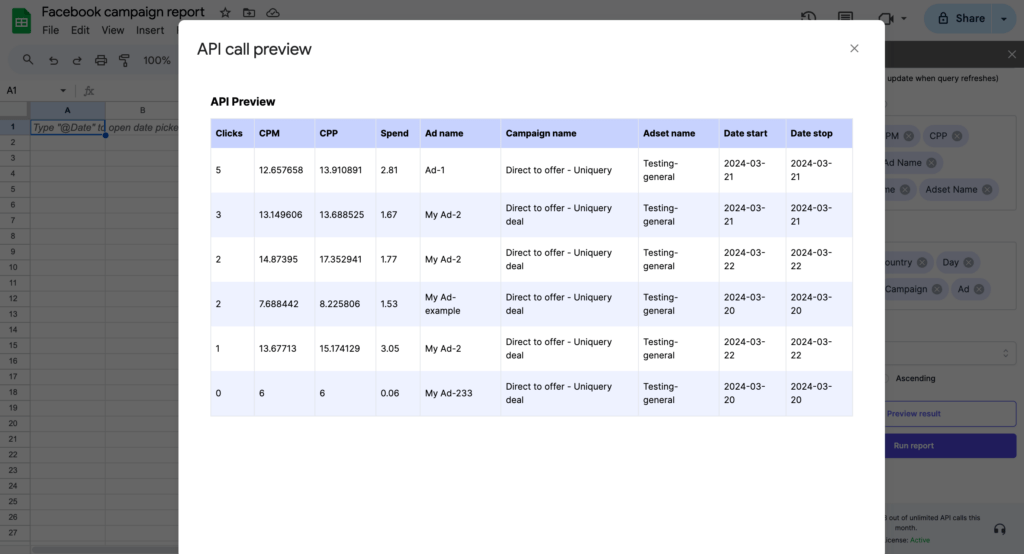 Facebook campaign report
File Edit View Insert
Share
100%
A1 fx
A B
Type "@Date" to open date picke
1
2
3
4
5
6
7
8
9
10
11
12
13
14
15
16
17
18
19
20
21
22
23
24
25
26
27
API call preview
API Preview
Clicks CPM CPP Spend Ad name Campaign name Adset name Date start Date stop
5 12.657658 13.910891 2.81 Ad-1 Direct to offer - Uniquery Testing- 2024-03- 2024-03-
general 21 21
3 13.149606 13.688525 1.67 My Ad-2 Direct to offer - Uniquery Testing- 2024-03- 2024-03-
deal general 21 21
2 14.87395 17.352941 1.77 My Ad-2 Direct to offer - Uniquery Testing- 2024-03- 2024-03-
deal general 22 22
2 7.688442 8.225806 1.53 My Ad- Direct to offer - Uniquery Testing- 2024-03- 2024-03-
example deal general 20 20
1 13.67713 15.174129 3.05 My Ad-2 Direct to offer - Uniquery Testing- 2024-03- 2024-03-
deal general 22 22
0 6 6 0.06 My Ad-233 Direct to offer - Uniquery Testing- 2024-03- 2024-03-
deal general 20 20
update when query refreshes)
PM CPP
Ad Name
me Adset Name
ountry Day
Campaign Ad
Ascending
Preview result
Run report
out of unlimited API calls this
month.
icense: Active